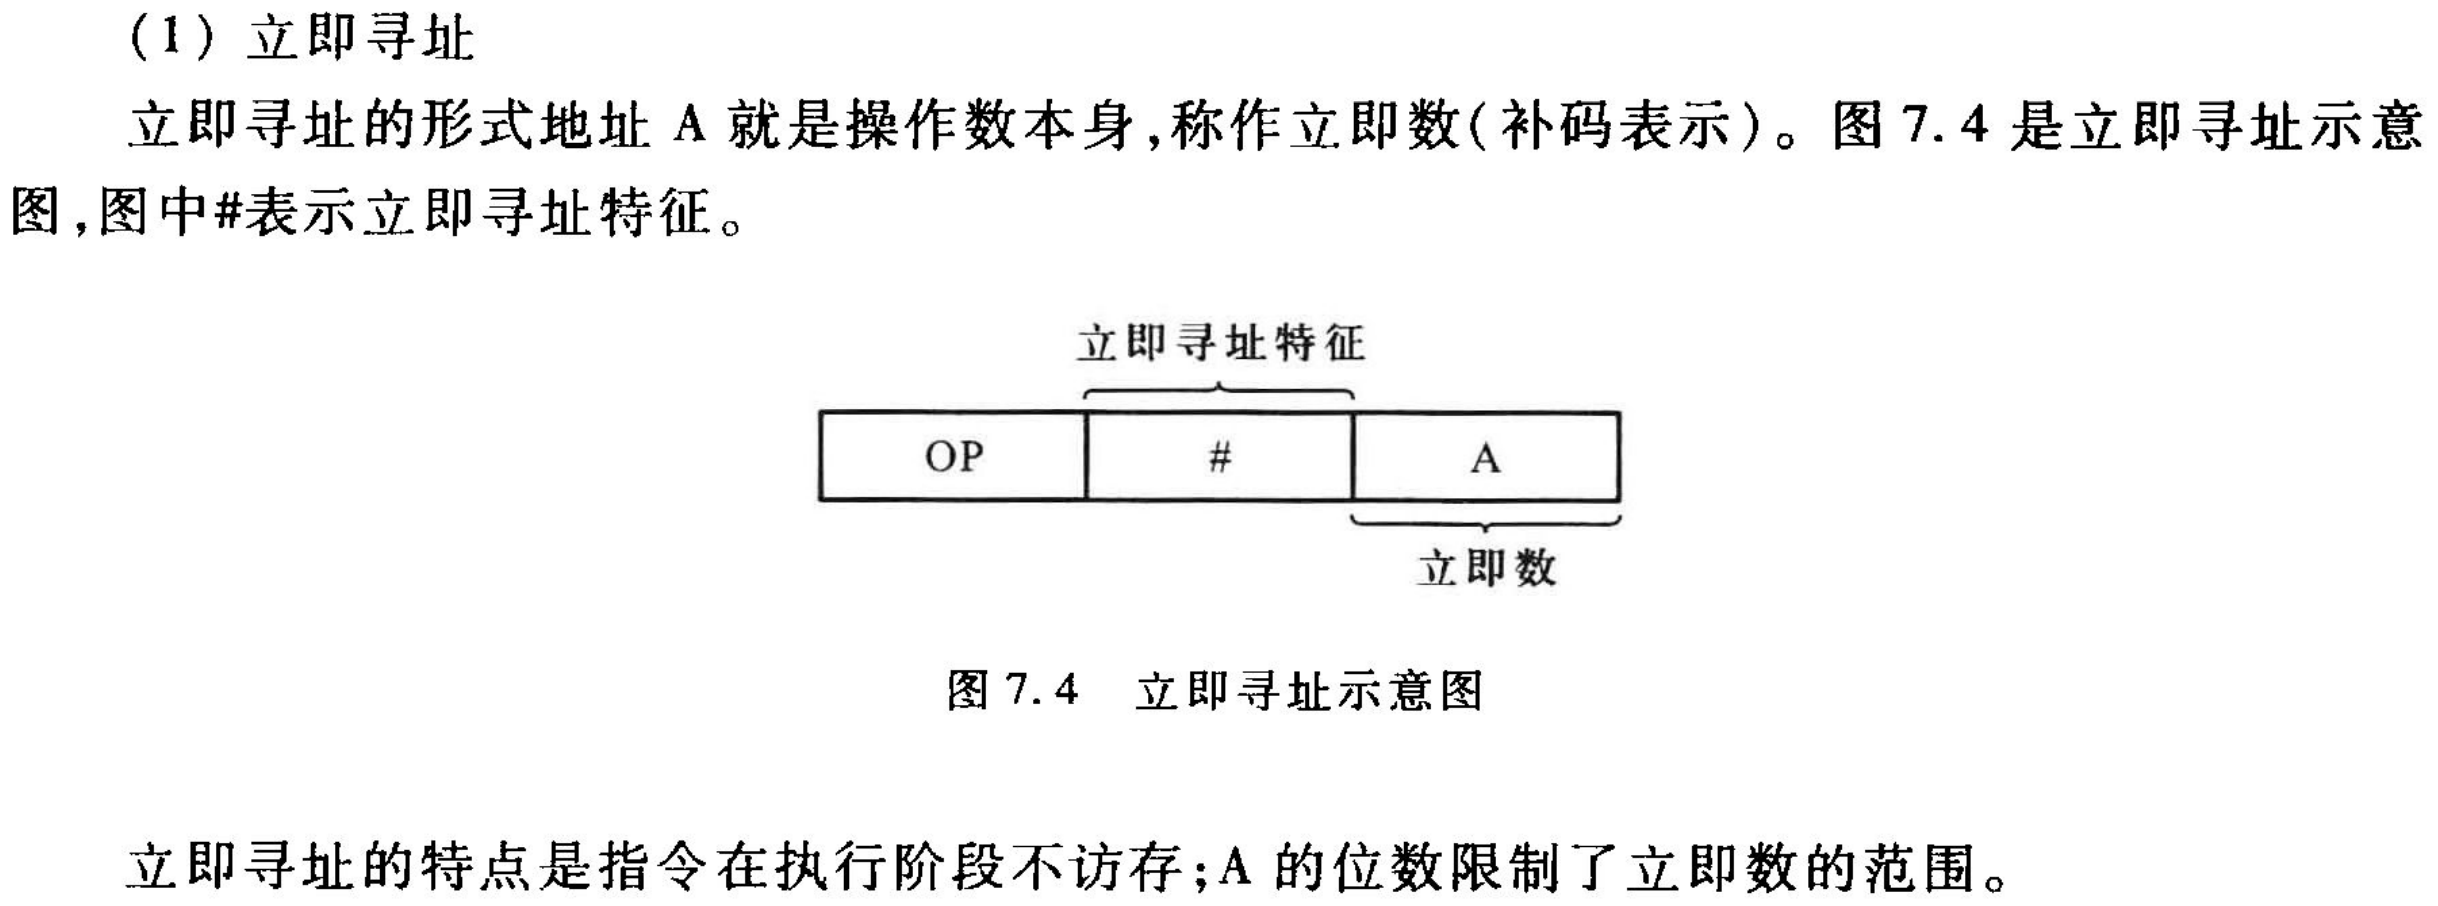 (1) 立即寻址
立即寻址的形式地址 A 就是操作数本身,称作立即数(补码表示)。图 7.4 是立即寻址示意
图,图中#表示立即寻址特征。
立即寻址特征
OP # A
立即数
图 7.4 立即寻址示意图
立即寻址的特点是指令在执行阶段不访存;A 的位数限制了立即数的范围。